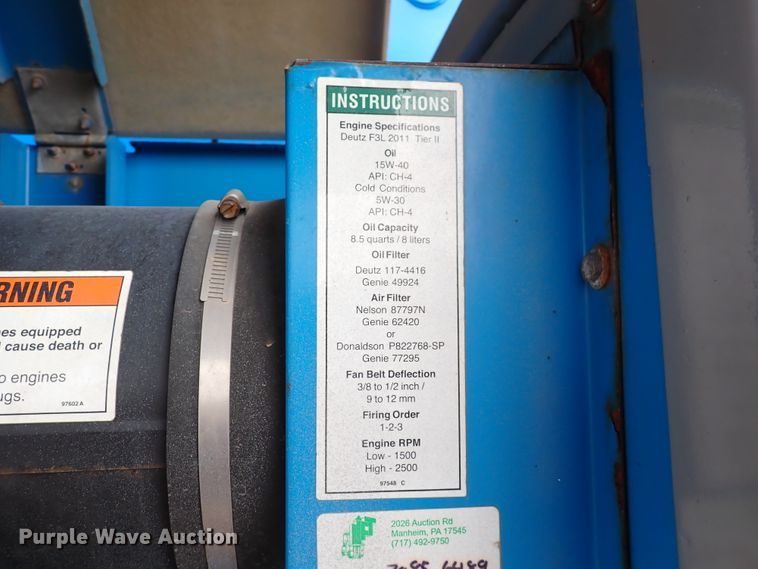 INSTRUCTIONS
Engine Specifications
Deutz F3L 2011 Tier II
Oil
15W-40
API: CH-4
Cold Conditions
5W-30
API: CH-4
Oil Capacity
8.5 quarts / 8 liters
Oil Filter
Deutz 117-4416
Genie 49924
Air Filter
Nelson 87797N
Genie 62420
or
Donaldson P822768-SP
Genie 77295
Fan Belt Deflection
3/8 to 1/2 inch /
9 to 12 mm
Firing Order
1-2-3
Engine RPM
Low - 1500
High - 2500
97548 C
RNING
nes equipped
cause death or
o engines
ugs.
97602 A
2026 Auction Rd
Manheim, PA 17545
(717) 492-9750
Purple Wave Auction